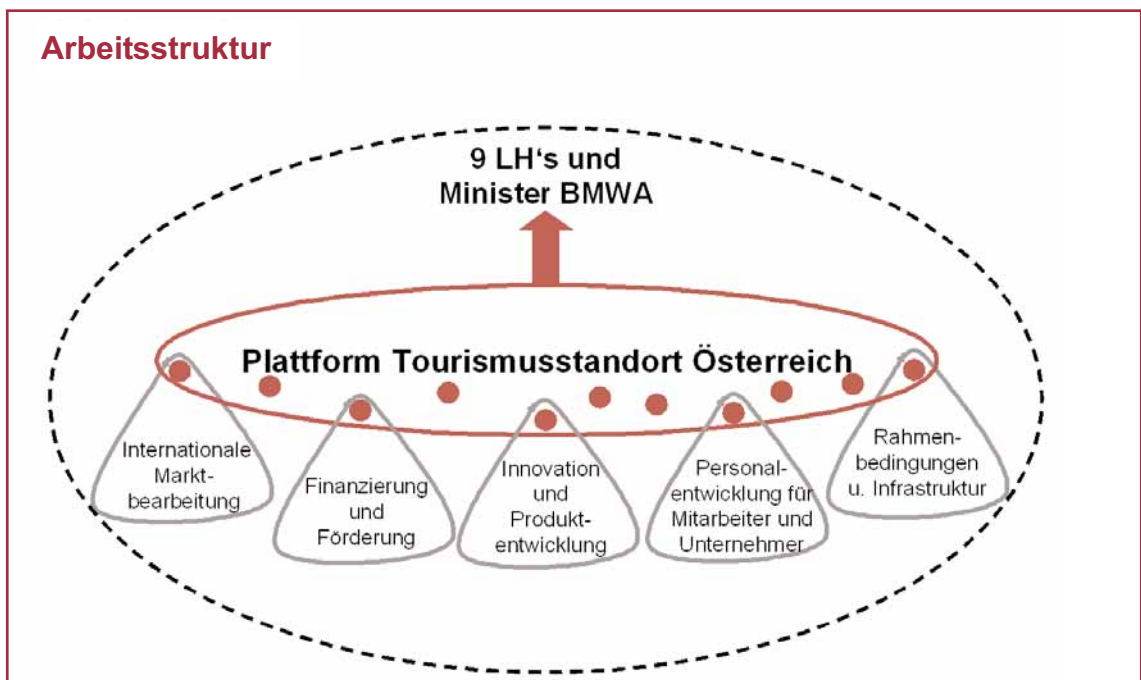 Arbeitsstruktur
9 LH's und
Minister BMWA
Plattform Tourismusstandort Österreich
Internationale
Markt-
bearbeitung
Finanzierung
und
Förderung
Innovation
und
Produkt-
entwicklung
Personal-
entwicklung für
Mitarbeiter und
Unternehmer
Rahmen-
bedingungen
u. Infrastruktur